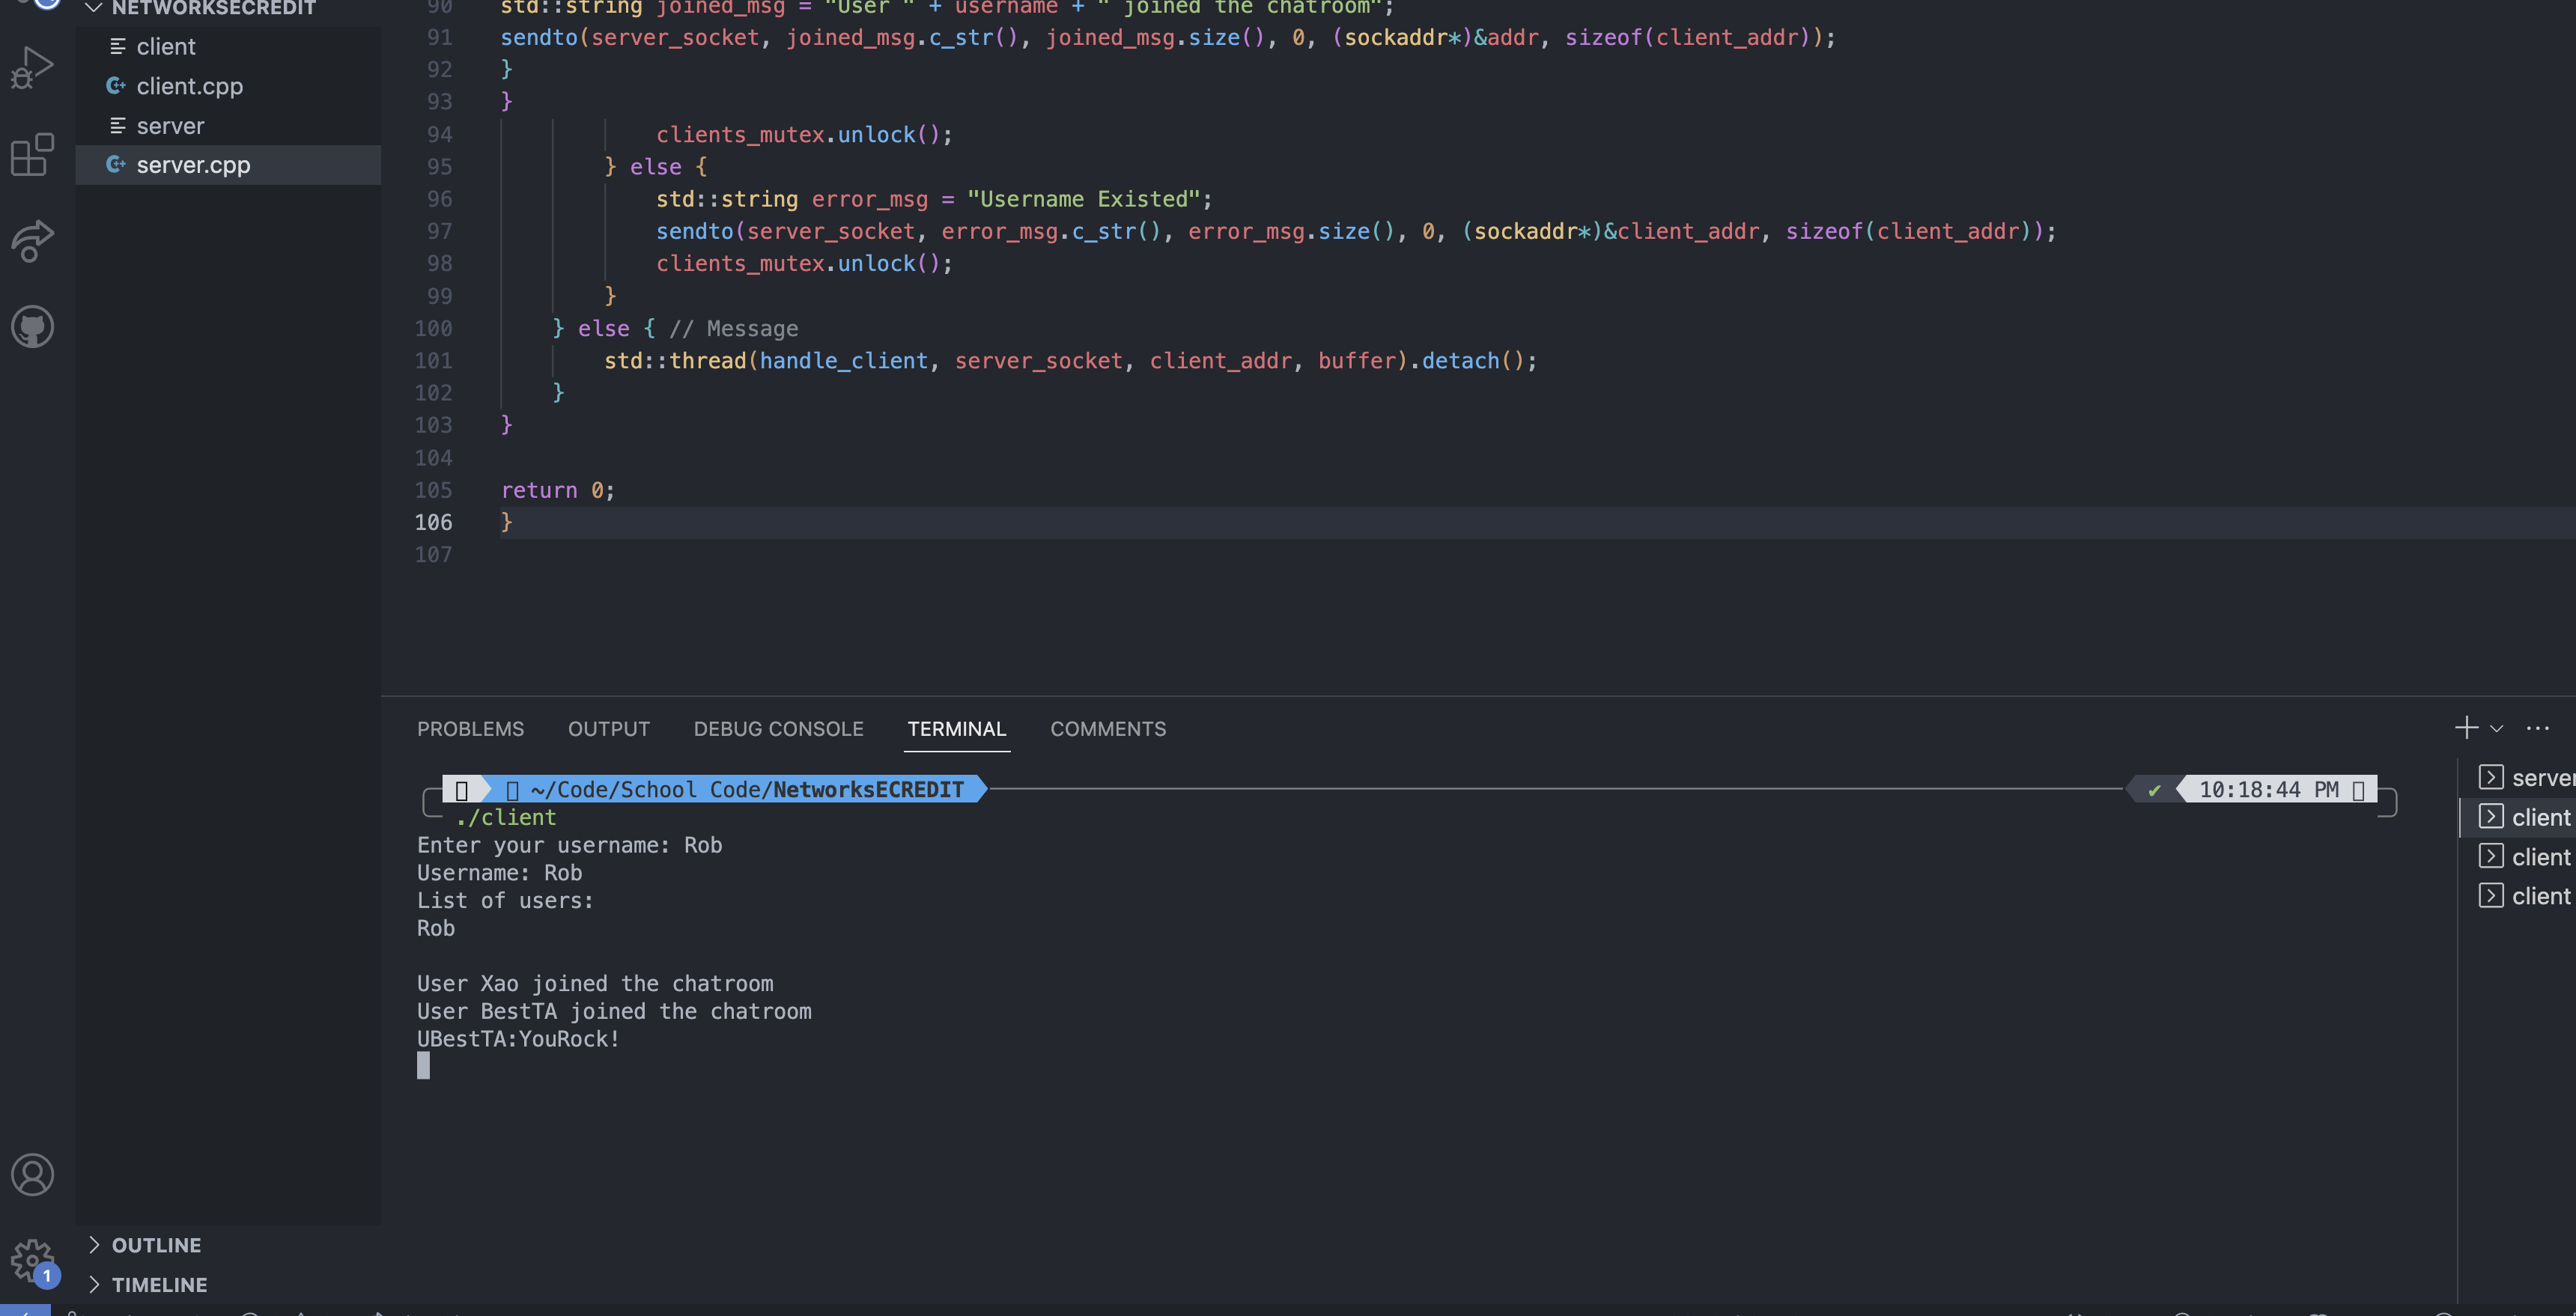 NETWORKSECREDIT
client
client.cpp
server
server.cpp
OUTLINE
TIMELINE
1
90 std::string joined_msg = "User " + username + " joined the chatroom";
91 sendto(server_socket, joined_msg.c_str(), joined_msg.size(), 0, (sockaddr*)&addr, sizeof(client_addr));
92 }
93 }
94 clients_mutex.unlock();
95 } else {
96 std::string error_msg = "Username Existed";
97 sendto(server_socket, error_msg.c_str(), error_msg.size(), 0, (sockaddr*)&client_addr, sizeof(client_addr));
98 clients_mutex.unlock();
99 }
100 } else { // Message
101 std::thread(handle_client, server_socket, client_addr, buffer).detach();
102 }
103 }
104
105 return 0;
106 }
107
PROBLEMS OUTPUT DEBUG CONSOLE TERMINAL COMMENTS
~/Code/School Code/NetworksECREDIT ✔ 10:18:44 PM
./client
Enter your username: Rob
Username: Rob
List of users:
Rob
User Xao joined the chatroom
User BestTA joined the chatroom
UBestTA:YouRock!
server
client
client
client